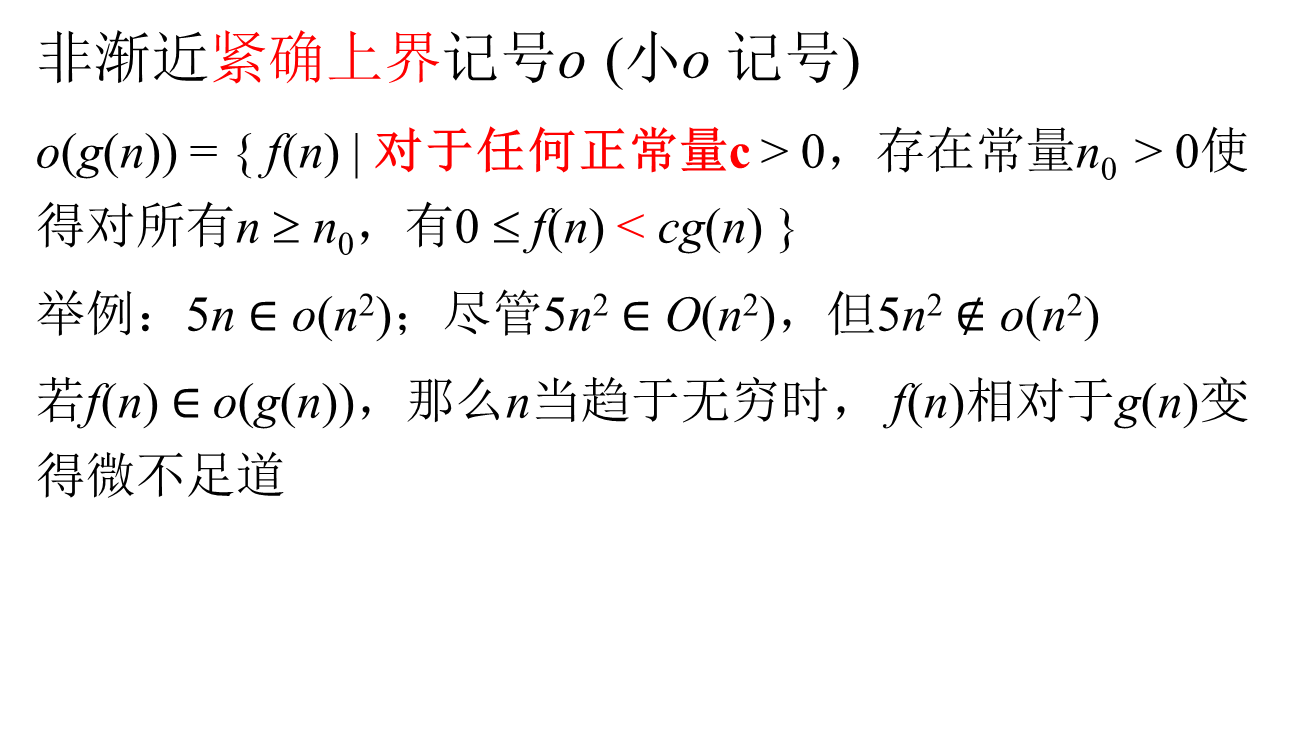 非渐近紧确上界记号o (小o 记号)
o(g(n)) = { f(n) | 对于任何正常量c > 0，存在常量n₀ > 0使
得对所有n ≥ n₀，有0 ≤ f(n) < cg(n) }
举例：5n ∈ o(n²)；尽管5n² ∈ O(n²)，但5n² ∉ o(n²)
若f(n) ∈ o(g(n))，那么n当趋于无穷时， f(n)相对于g(n)变
得微不足道